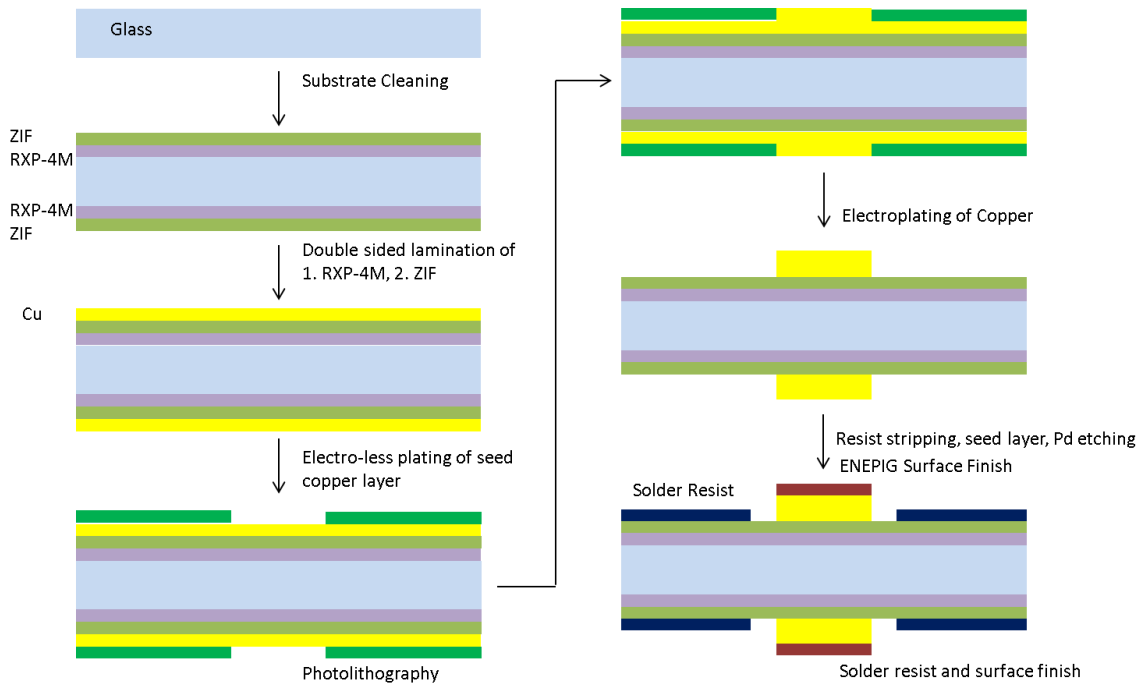 Glass
Substrate Cleaning
ZIF
RXP-4M
RXP-4M
ZIF
Double sided lamination of
1. RXP-4M, 2. ZIF
Cu
Electro-less plating of seed
copper layer
Photolithography
Electroplating of Copper
Resist stripping, seed layer, Pd etching
ENEPIG Surface Finish
Solder Resist
Solder resist and surface finish